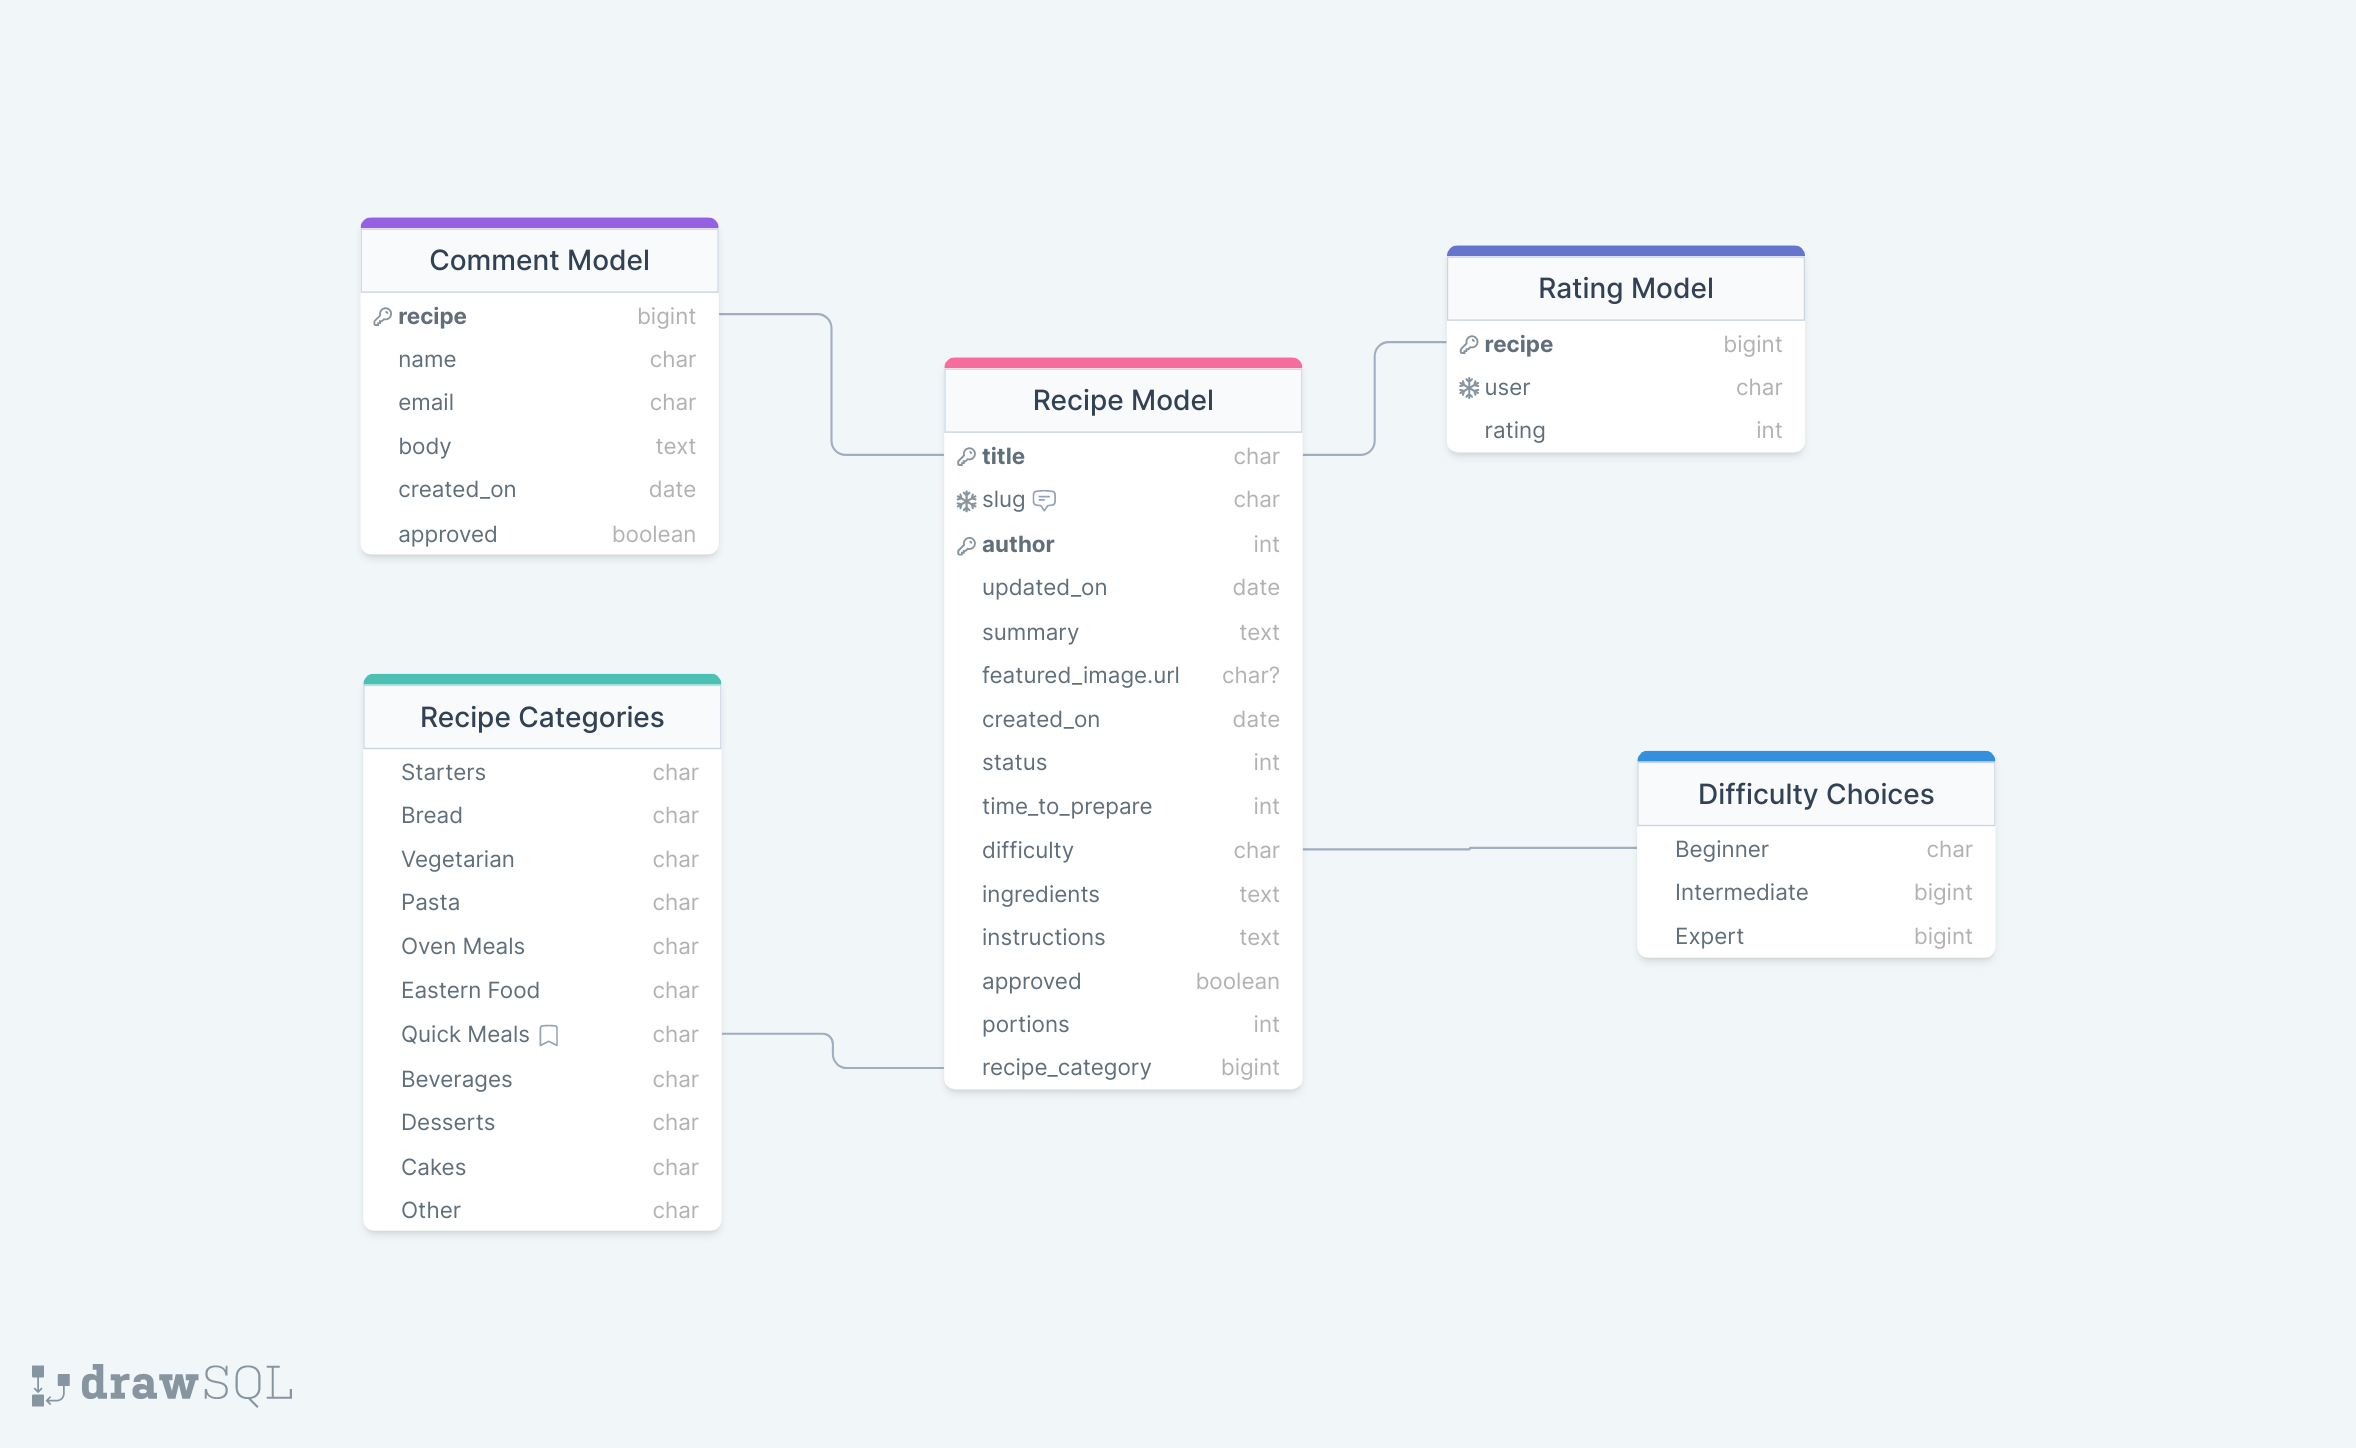 Comment Model
recipe bigint
name char
email char
body text
created_on date
approved boolean
Recipe Categories
Starters char
Bread char
Vegetarian char
Pasta char
Oven Meals char
Eastern Food char
Quick Meals char
Beverages char
Desserts char
Cakes char
Other char
Recipe Model
title char
slug char
author int
updated_on date
summary text
featured_image.url char?
created_on date
status int
time_to_prepare int
difficulty char
ingredients text
instructions text
approved boolean
portions int
recipe_category bigint
Rating Model
recipe bigint
user char
rating int
Difficulty Choices
Beginner char
Intermediate bigint
Expert bigint
drawSQL